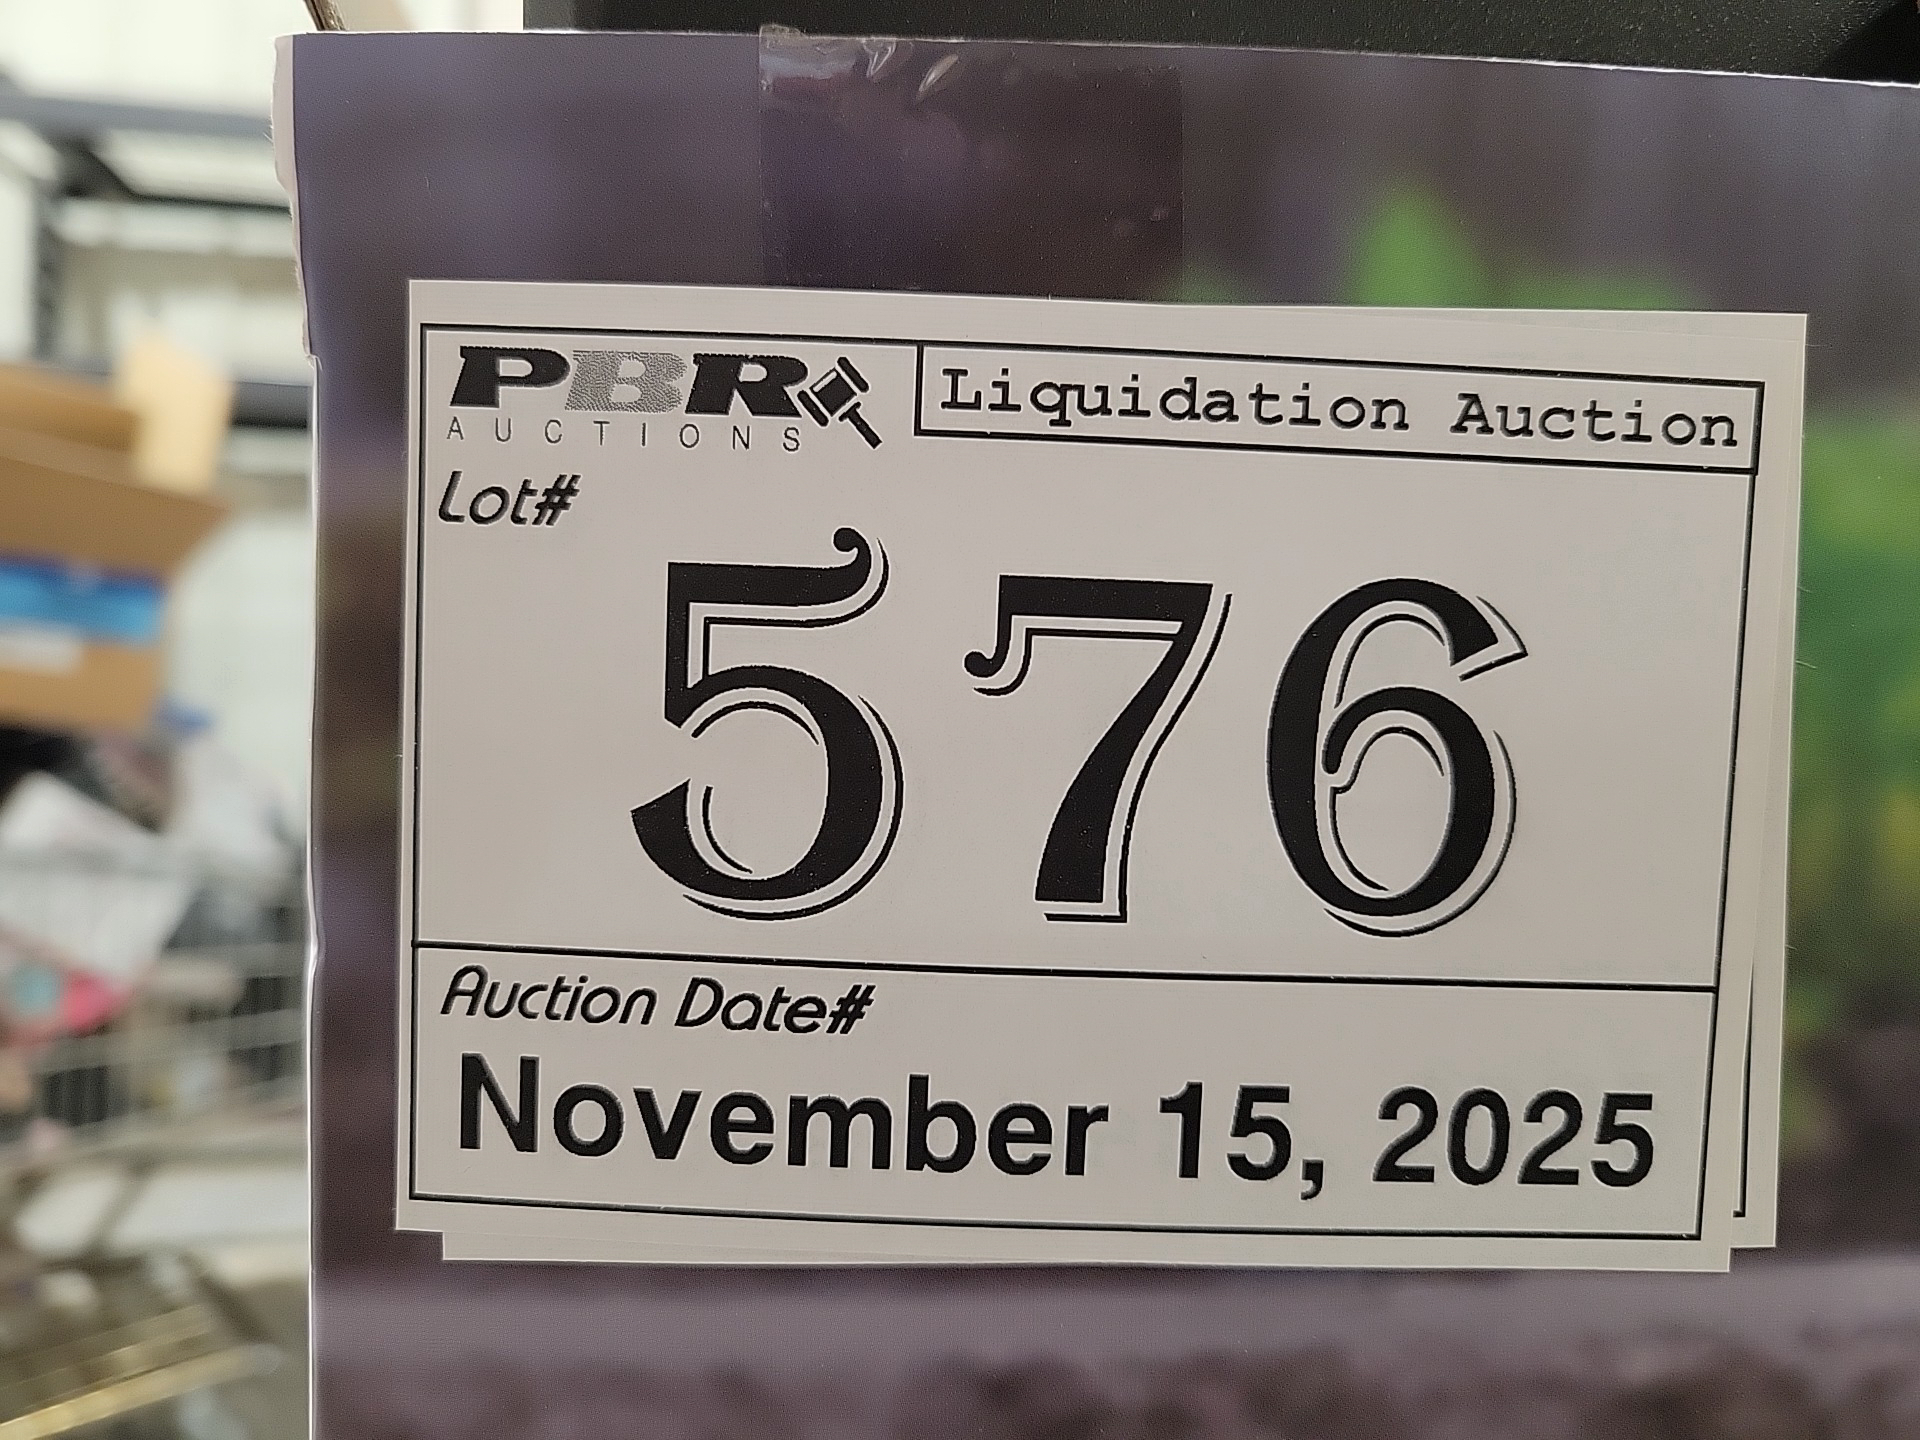 PBR
AUCTIONS
Liquidation Auction
Lot#
576
Auction Date#
November 15, 2025